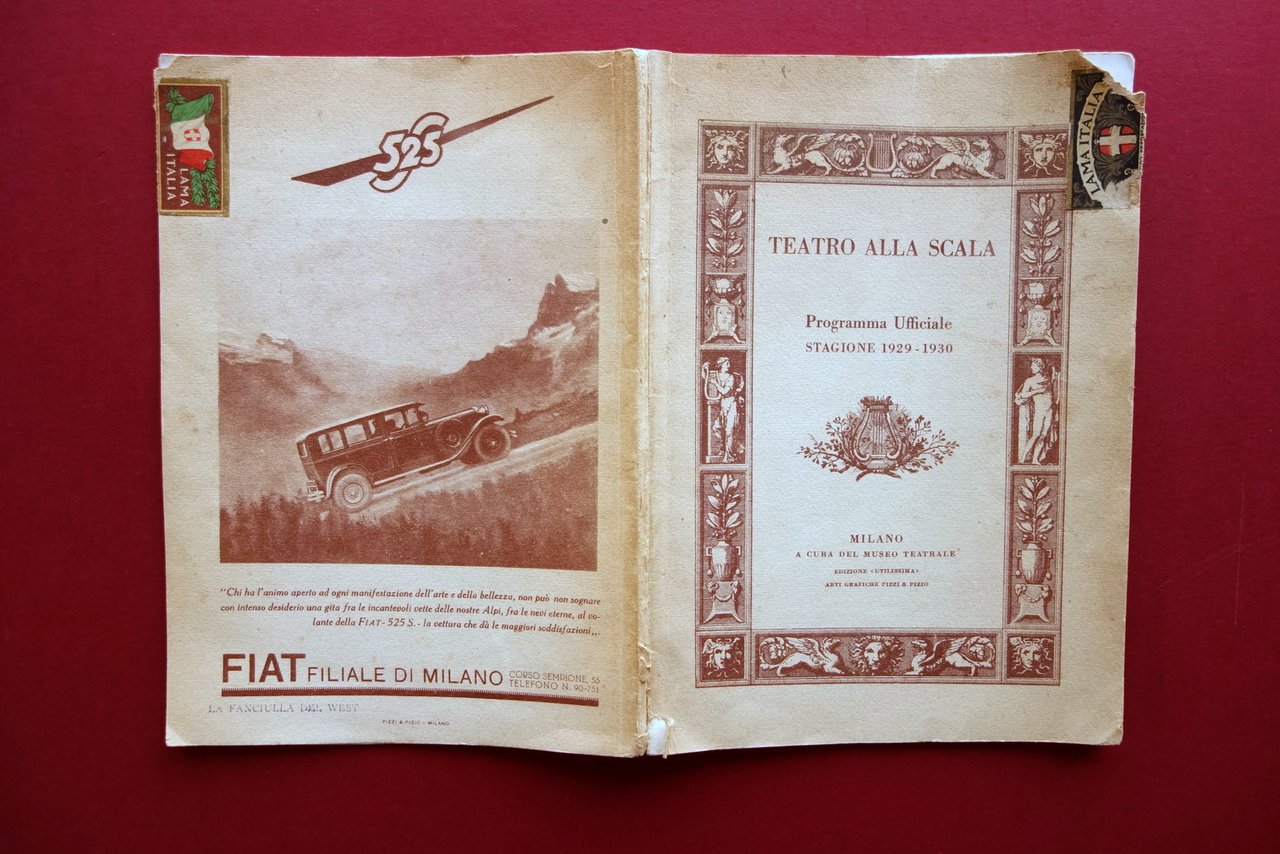 LAMA
ITALIA
525
S
"Chi ha l'animo aperto ad ogni manifestazione dell'arte e della bellezza, non può non sognare
con intenso desiderio una gita fra le incantevoli vette delle nostre Alpi, fra le nevi eterne, al vo-
lante della FIAT - 525 S. - la vettura che dà le maggiori soddisfazioni,,.
FIAT FILIALE DI MILANO CORSO SEMPIONE, 55
TELEFONO N. 90-751
LA FANCIULLA DEL WEST
PIZZI & PIZIO - MILANO
LAMA ITALIA
TEATRO ALLA SCALA
Programma Ufficiale
STAGIONE 1929 - 1930
MILANO
A CURA DEL MUSEO TEATRALE
EDIZIONE «UTILISSIMA»
ARTI GRAFICHE PIZZI & PIZIO